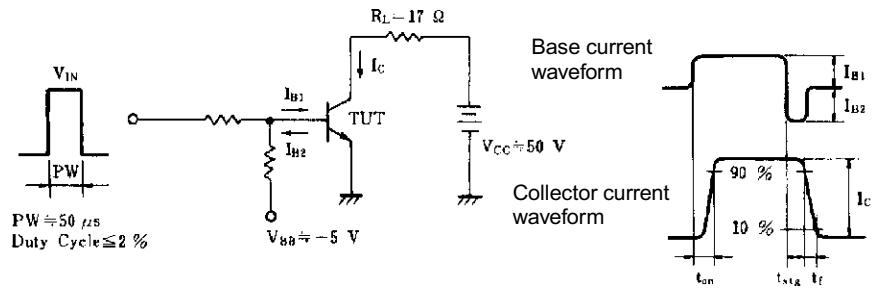 R_L≒17 Ω
Base current
waveform
V_IN
I_C
I_B1
I_B1
TUT
I_B2
I_B2
V_CC≒50 V
PW
90 %
Collector current
waveform
I_C
PW≒50 μs
10 %
Duty Cycle≦2 %
V_BB≒−5 V
t_on
t_stg
t_f